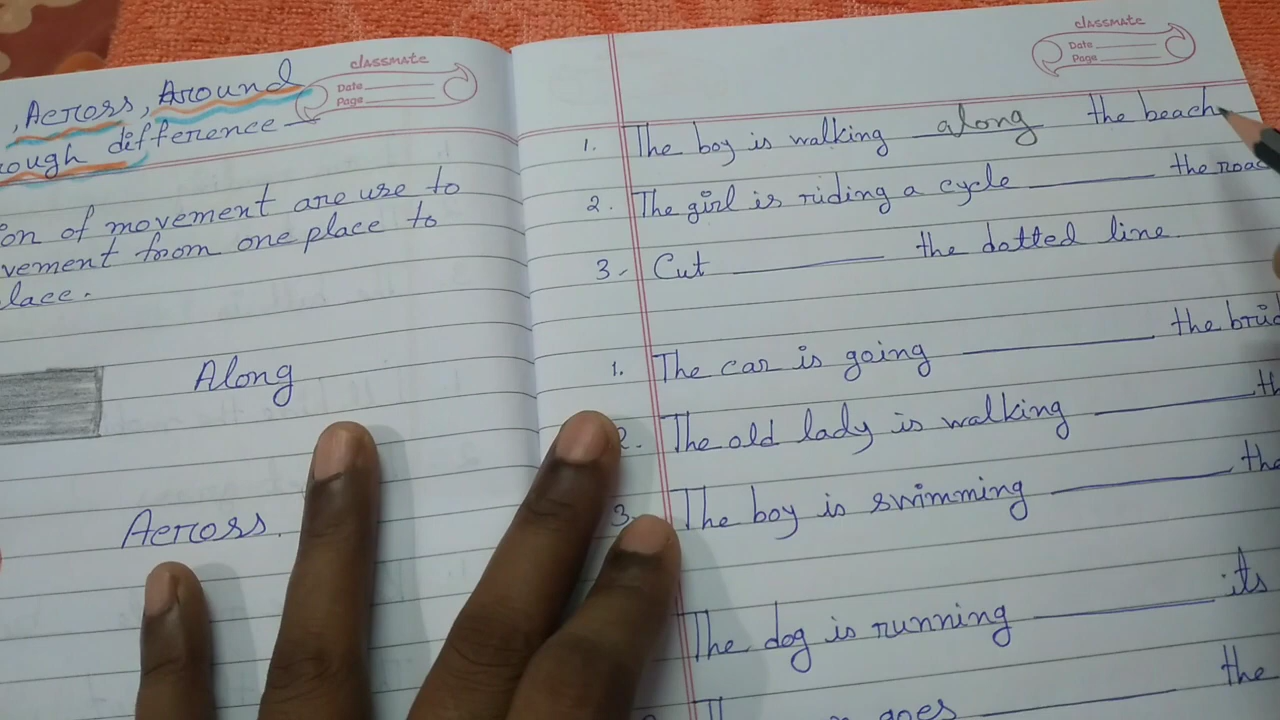 classmate
Date
Page
, Across, Around
ough difference
on of movement are use to
vement from one place to
lace.
Along
Across.
classmate
Date
Page
1. The boy is walking along the beach
2. The girl is riding a cycle the road
3. Cut the dotted line.
1. The car is going the brid
2. The old lady is walking th
3. The boy is swimming the
The dog is running its
goes the